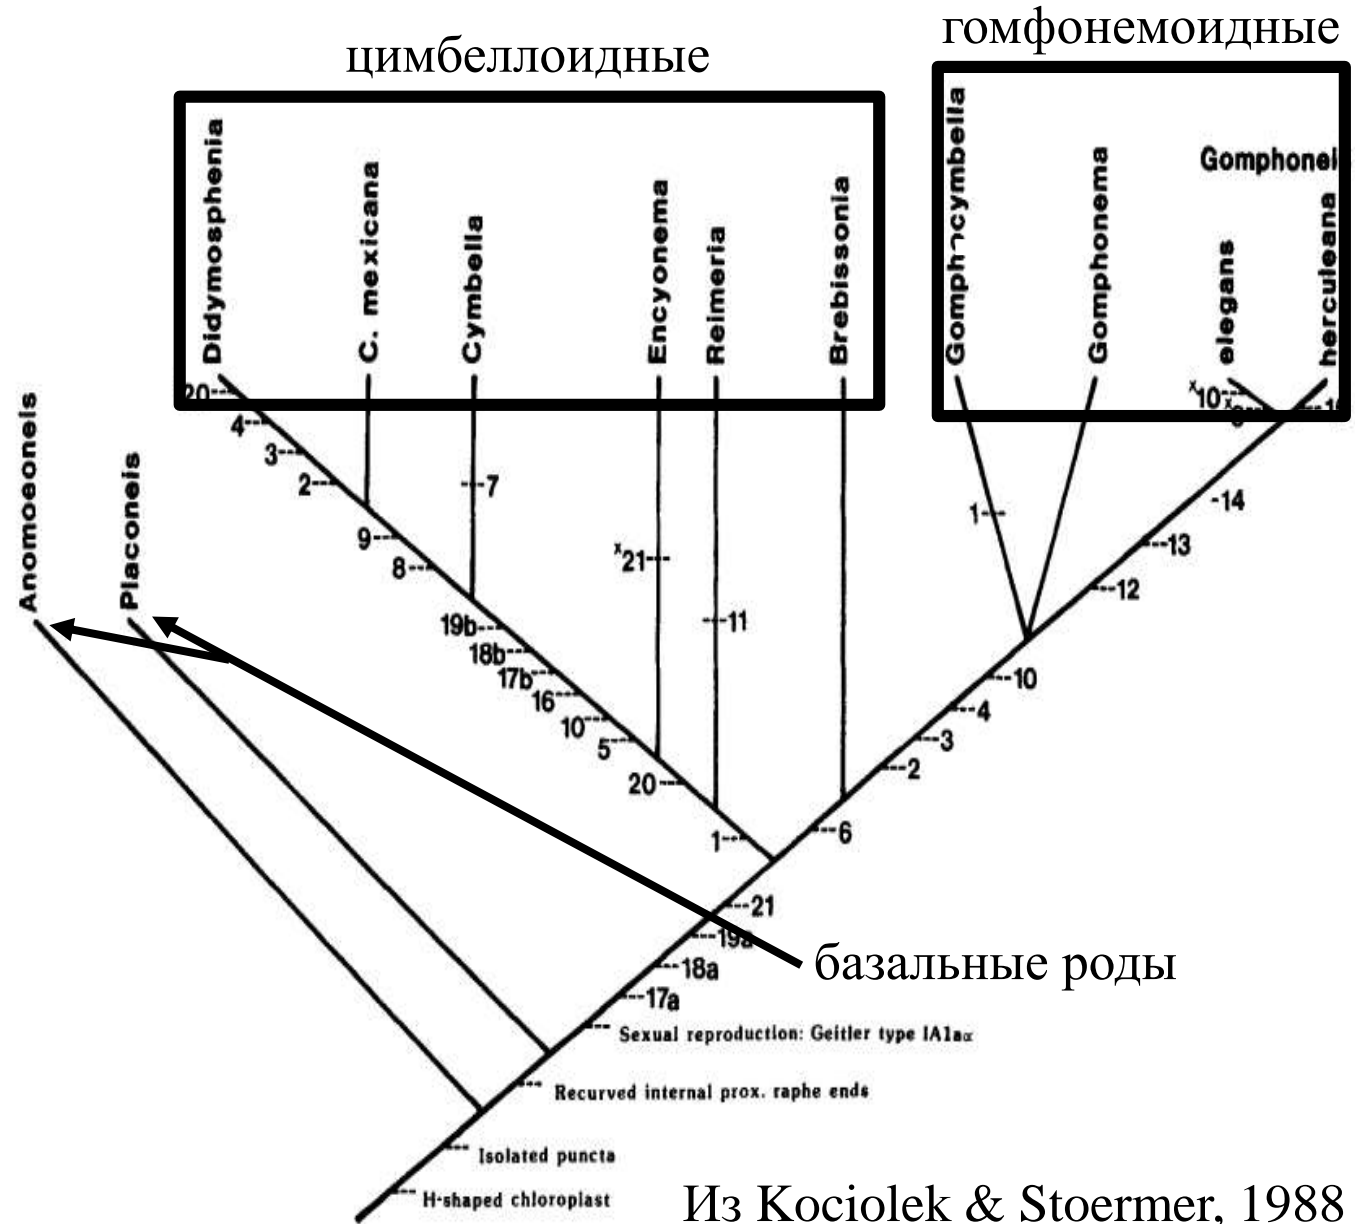 цимбеллоидные
гомфонемоидные
Didymosphenia
C. mexicana
Cymbella
Encyonema
Reimeria
Brebissonia
Gomphocymbella
Gomphonema
Gomphoneis
elegans
herculeana
Anomoeoneis
Placoneis
20
4
3
2
9
8
7
19b
18b
17b
16
10
5
20
1
x21
11
1
x10
14
13
12
10
4
3
2
6
21
19a
18a
17a
базальные роды
Sexual reproduction: Geitler type IA1aα
Recurved internal prox. raphe ends
Isolated puncta
H-shaped chloroplast
Из Kociolek & Stoermer, 1988